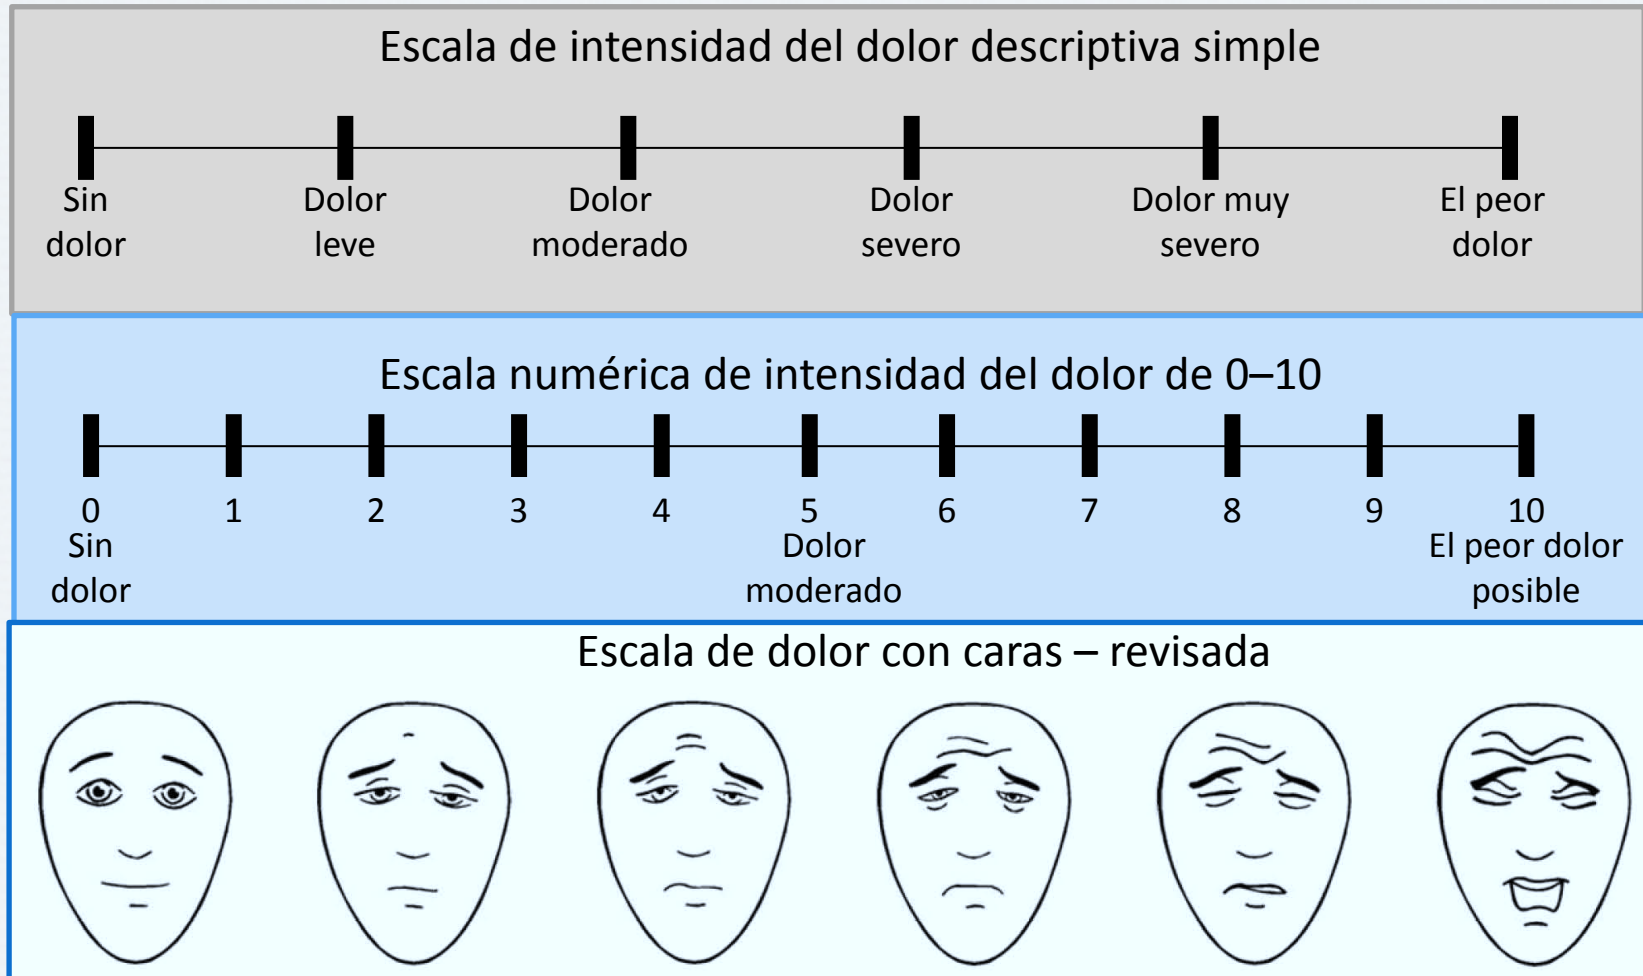 Escala de intensidad del dolor descriptiva simple
Sin Dolor Dolor Dolor Dolor muy El peor
dolor leve moderado severo severo dolor
Escala numérica de intensidad del dolor de 0–10
0 1 2 3 4 5 6 7 8 9 10
Sin Dolor El peor dolor
dolor moderado posible
Escala de dolor con caras – revisada